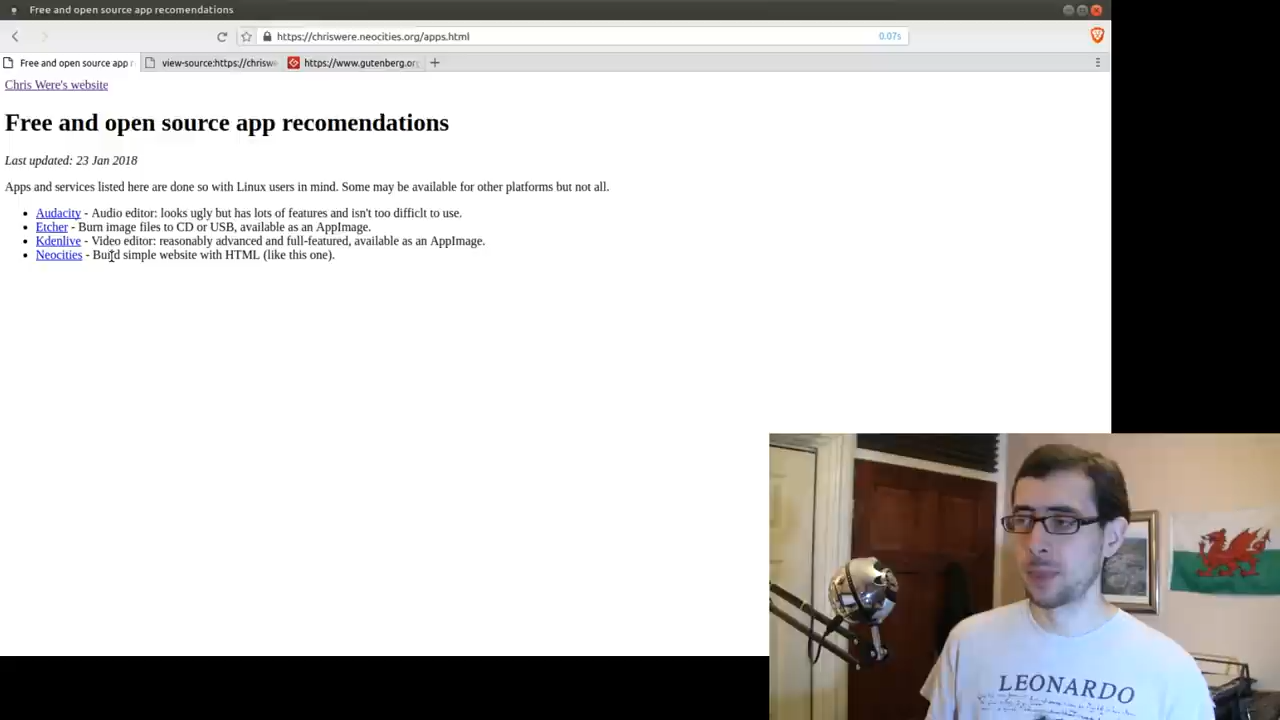 Free and open source app recomendations
https://chriswere.neocities.org/apps.html
0.07s
Free and open source app r
view-source:https://chriswe
https://www.gutenberg.or
Chris Were's website
Free and open source app recomendations
Last updated: 23 Jan 2018
Apps and services listed here are done so with Linux users in mind. Some may be available for other platforms but not all.
Audacity - Audio editor: looks ugly but has lots of features and isn't too difficlt to use.
Etcher - Burn image files to CD or USB, available as an AppImage.
Kdenlive - Video editor: reasonably advanced and full-featured, available as an AppImage.
Neocities - Build simple website with HTML (like this one).
LEONARDO